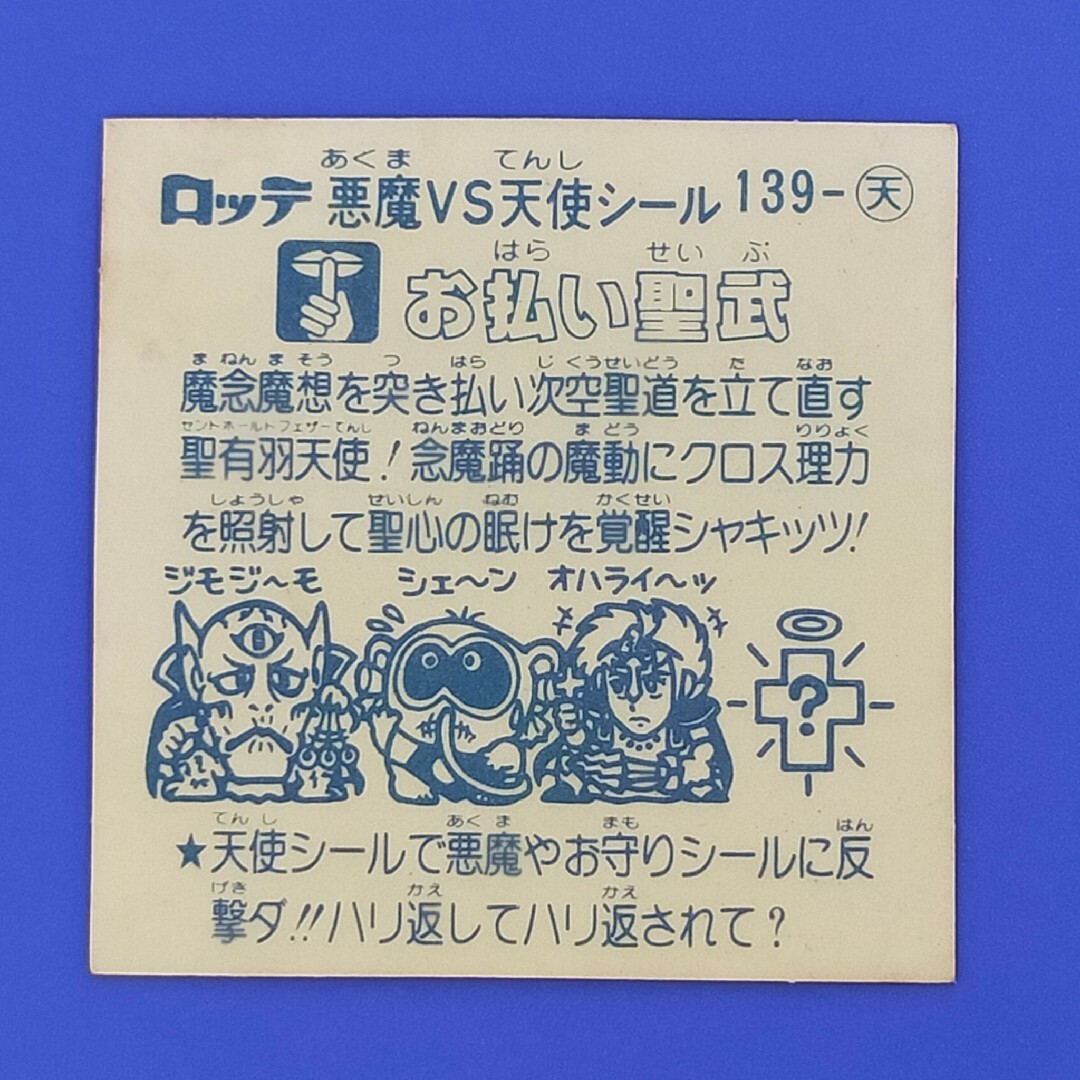 あくま てんし
ロッテ 悪魔VS天使シール 139-天
はら せい ぶ
お払い聖武
ま ねん ま そう つ はら じ くうせいどう た なお
魔念魔想を突き払い次空聖道を立て直す
セントホールドフェザーてんし ねんまおどり ま どう りりょく
聖有羽天使!念魔踊の魔動にクロス理力
しょうしゃ せいしん ねむ かくせい
を照射して聖心の眠けを覚醒シャキッツ!
ジモジ〜モ シェ〜ン オハライ〜ッ
?
てん し あく ま まも はん
★天使シールで悪魔やお守りシールに反
げき かえ かえ
撃ダ!!ハリ返してハリ返されて?